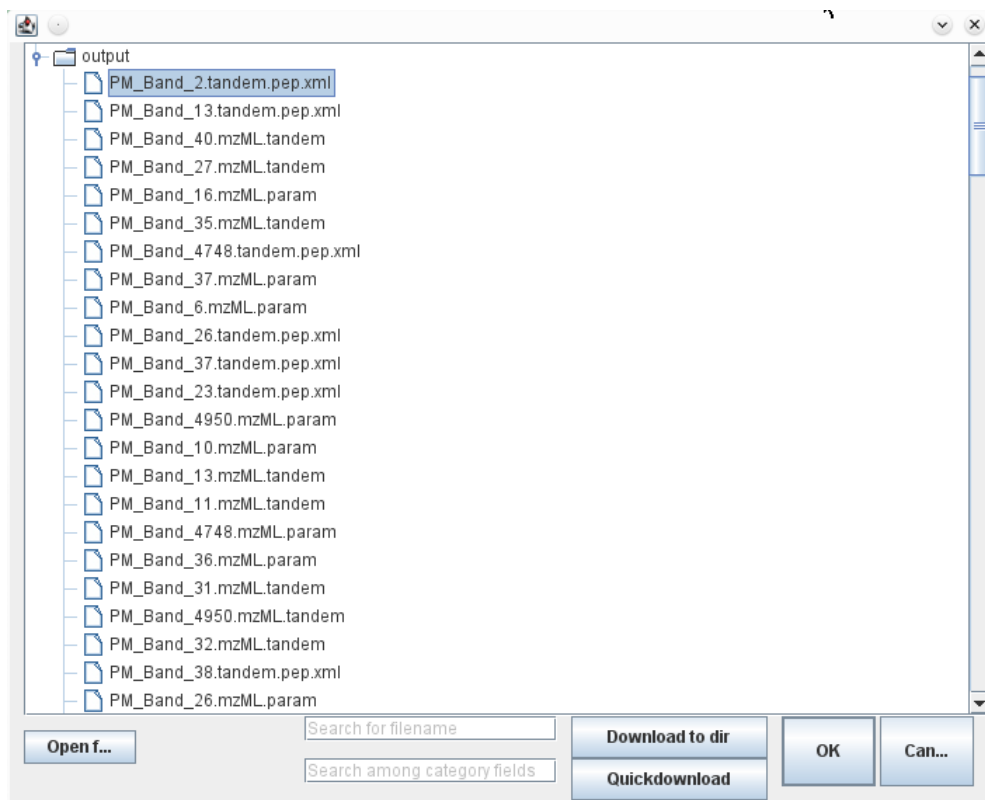 output
PM_Band_2.tandem.pep.xml
PM_Band_13.tandem.pep.xml
PM_Band_40.mzML.tandem
PM_Band_27.mzML.tandem
PM_Band_16.mzML.param
PM_Band_35.mzML.tandem
PM_Band_4748.tandem.pep.xml
PM_Band_37.mzML.param
PM_Band_6.mzML.param
PM_Band_26.tandem.pep.xml
PM_Band_37.tandem.pep.xml
PM_Band_23.tandem.pep.xml
PM_Band_4950.mzML.param
PM_Band_10.mzML.param
PM_Band_13.mzML.tandem
PM_Band_11.mzML.tandem
PM_Band_4748.mzML.param
PM_Band_36.mzML.param
PM_Band_31.mzML.tandem
PM_Band_4950.mzML.tandem
PM_Band_32.mzML.tandem
PM_Band_38.tandem.pep.xml
PM_Band_26.mzML.param
Open f...
Search for filename
Search among category fields
Download to dir
Quickdownload
OK
Can...